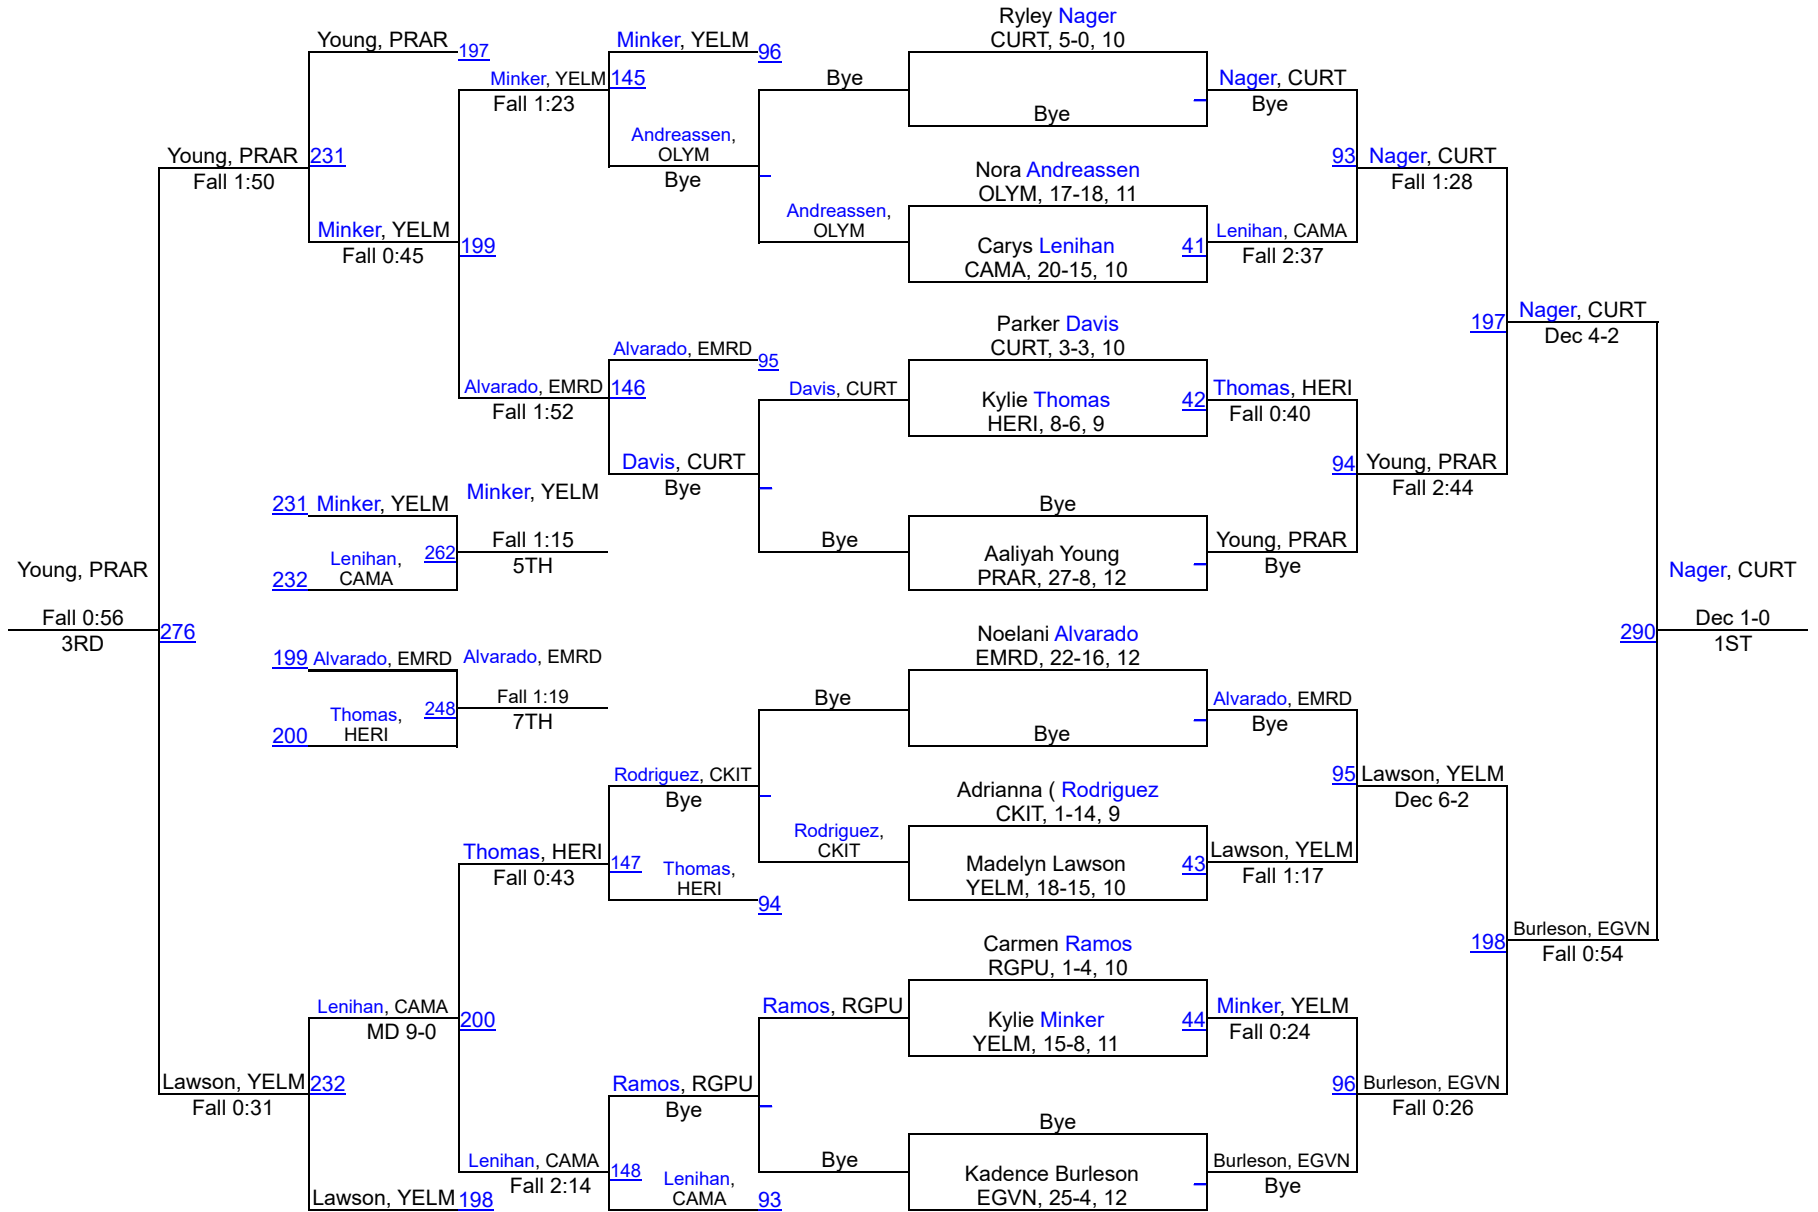 Ryley Nager
CURT, 5-0, 10
Bye
Nora Andreassen
OLYM, 17-18, 11
Carys Lenihan
CAMA, 20-15, 10
41
Parker Davis
CURT, 3-3, 10
Kylie Thomas
HERI, 8-6, 9
42
Bye
Aaliyah Young
PRAR, 27-8, 12
Noelani Alvarado
EMRD, 22-16, 12
Bye
Adrianna ( Rodriguez
CKIT, 1-14, 9
Madelyn Lawson
YELM, 18-15, 10
43
Carmen Ramos
RGPU, 1-4, 10
Kylie Minker
YELM, 15-8, 11
44
Bye
Kadence Burleson
EGVN, 25-4, 12
Nager, CURT
Bye
93
Lenihan, CAMA
Fall 2:37
Thomas, HERI
Fall 0:40
94
Young, PRAR
Bye
Alvarado, EMRD
Bye
95
Lawson, YELM
Fall 1:17
Minker, YELM
Fall 0:24
96
Burleson, EGVN
Bye
Nager, CURT
Fall 1:28
197
Young, PRAR
Fall 2:44
Lawson, YELM
Dec 6-2
198
Burleson, EGVN
Fall 0:26
Nager, CURT
Dec 4-2
290
Burleson, EGVN
Fall 0:54
Nager, CURT
Dec 1-0
1ST
Bye
Andreassen,
OLYM
Davis, CURT
Bye
Bye
Rodriguez,
CKIT
Ramos, RGPU
Bye
Minker, YELM
96
Andreassen,
OLYM
Bye
Alvarado, EMRD
95
Davis, CURT
Bye
Rodriguez, CKIT
Bye
Thomas,
HERI
94
Ramos, RGPU
Bye
Lenihan,
CAMA
93
Minker, YELM
145
Fall 1:23
Alvarado, EMRD
146
Fall 1:52
Thomas, HERI
147
Fall 0:43
Lenihan, CAMA
148
Fall 2:14
Young, PRAR
197
Minker, YELM
199
Fall 0:45
Lenihan, CAMA
200
MD 9-0
Lawson, YELM
198
Young, PRAR
231
Fall 1:50
Lawson, YELM
232
Fall 0:31
231
Minker, YELM
Minker, YELM
232
Lenihan,
CAMA
262
Fall 1:15
5TH
199
Alvarado, EMRD
Alvarado, EMRD
200
Thomas,
HERI
248
Fall 1:19
7TH
Young, PRAR
Fall 0:56
3RD
276